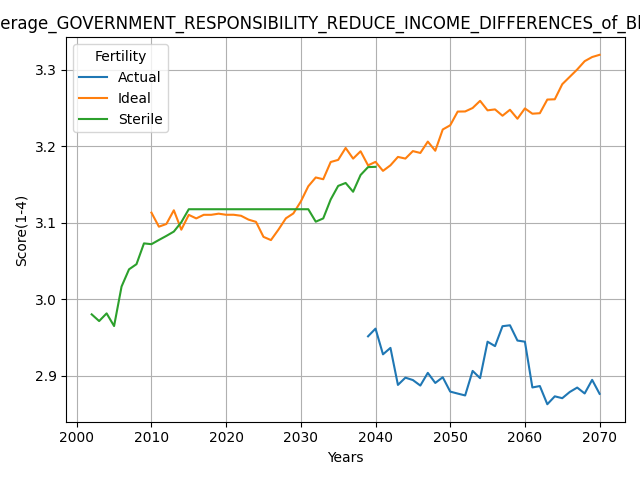 erage_GOVERNMENT_RESPONSIBILITY_REDUCE_INCOME_DIFFERENCES_of_Bl
Fertility
Actual
Ideal
Sterile
Score(1-4)
3.3
3.2
3.1
3.0
2.9
2000 2010 2020 2030 2040 2050 2060 2070
Years